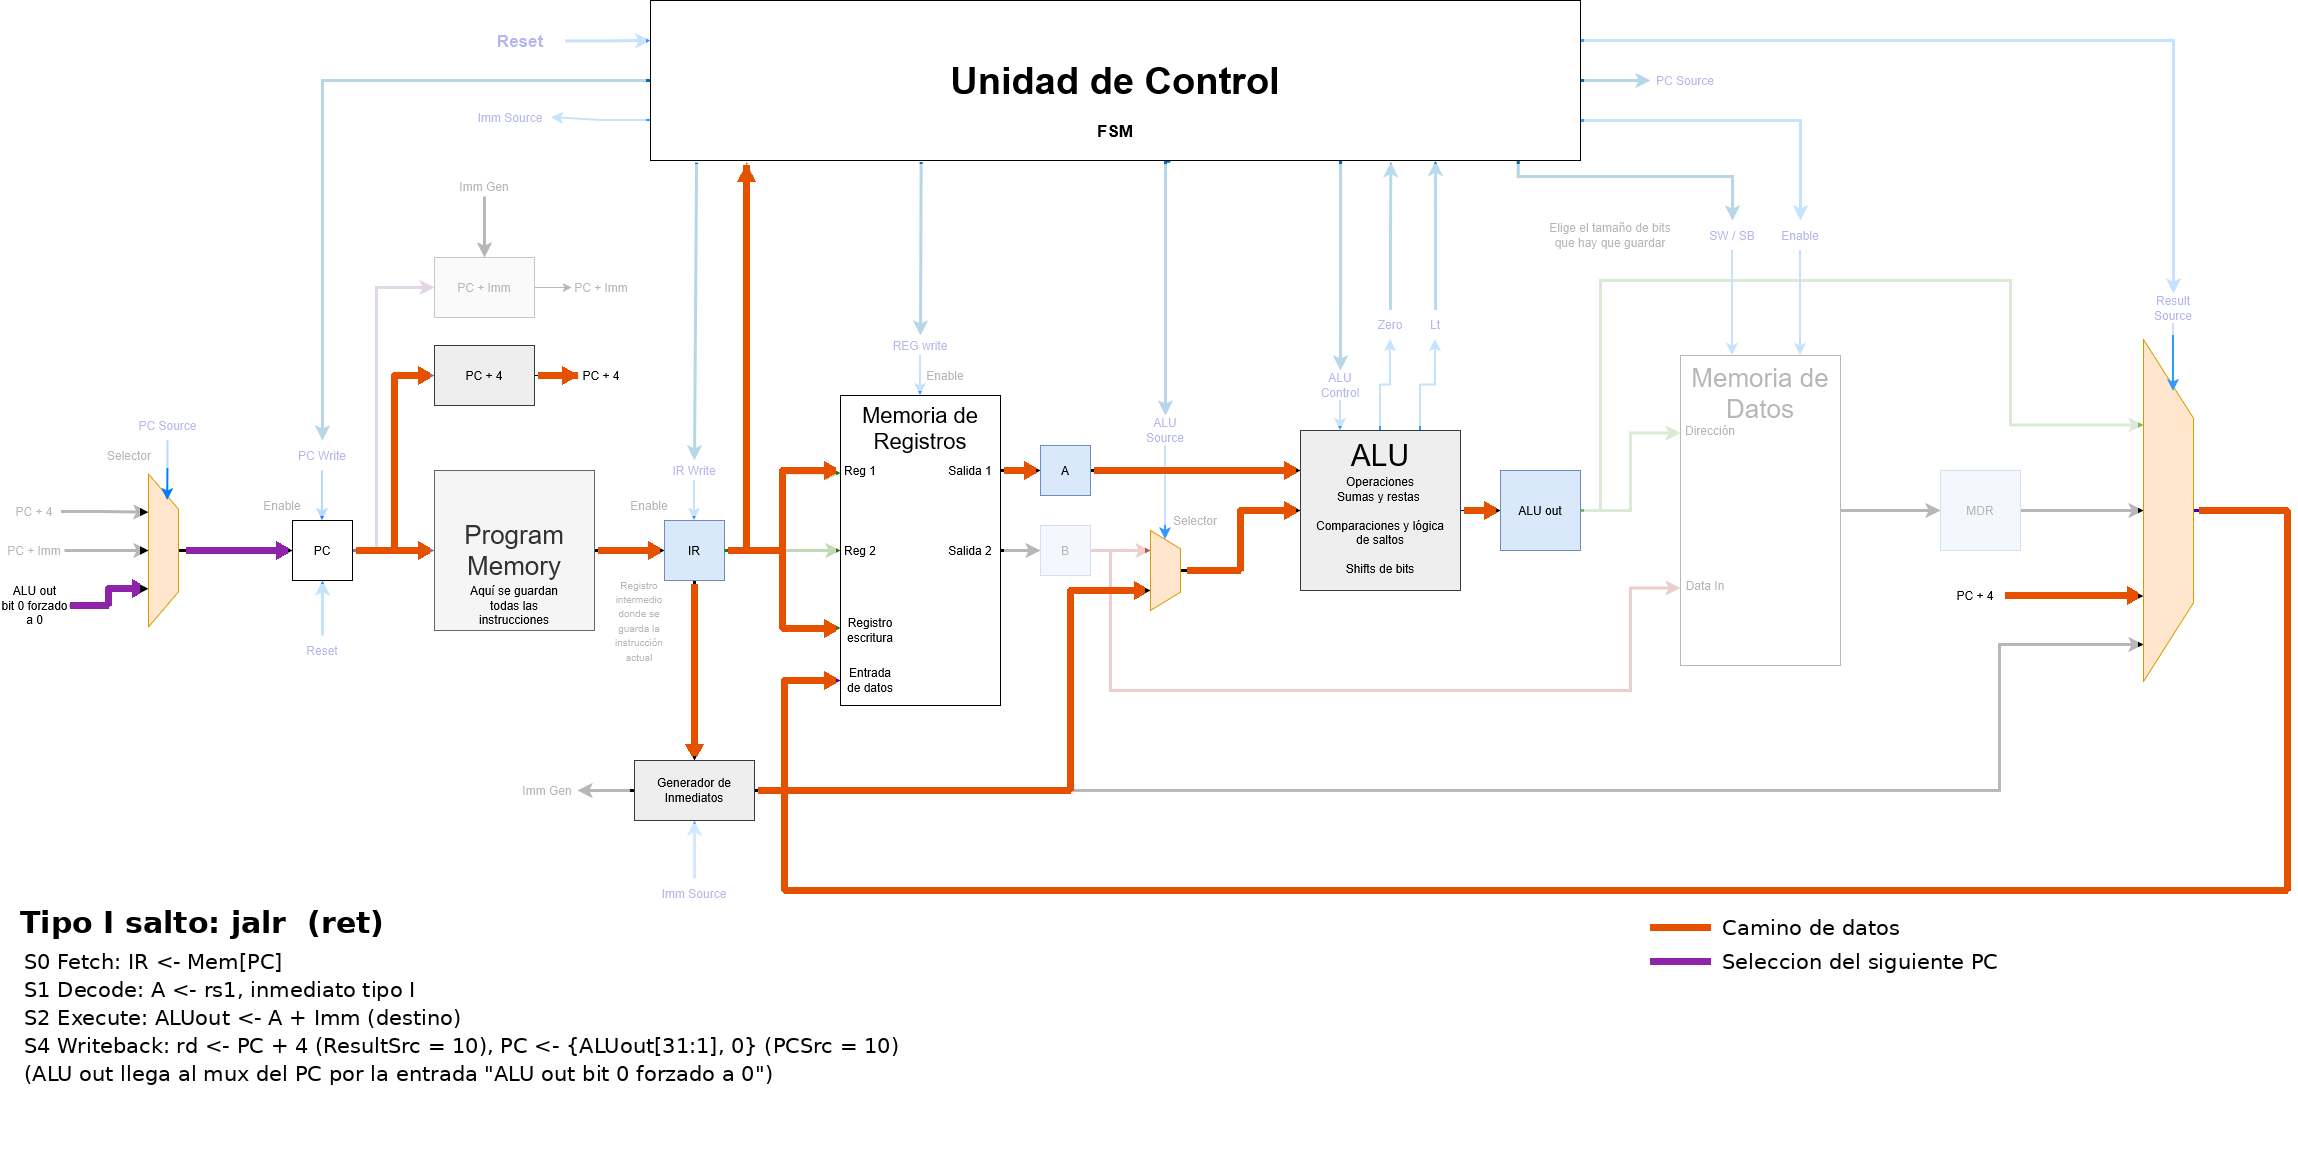 Unidad de Control
FSM
Reset
Imm Source
PC Source
Imm Gen
PC + Imm
PC + Imm
PC + 4
PC + 4
Elige el tamaño de bits
que hay que guardar
SW / SB
Enable
Result
Source
Zero
Lt
REG write
Enable
ALU
Control
ALU
Source
PC Source
Selector
PC Write
Enable
IR Write
Enable
PC + 4
PC + Imm
ALU out
bit 0 forzado
a 0
PC
Reset
Program
Memory
Aquí se guardan
todas las
instrucciones
IR
Registro
intermedio
donde se
guarda la
instrucción
actual
Memoria de
Registros
Reg 1
Salida 1
Reg 2
Salida 2
Registro
escritura
Entrada
de datos
A
B
Selector
ALU
Operaciones
Sumas y restas
Comparaciones y lógica
de saltos
Shifts de bits
ALU out
Memoria de
Datos
Dirección
Data In
MDR
PC + 4
Imm Gen
Generador de
Inmediatos
Imm Source
Tipo I salto: jalr  (ret)
S0 Fetch: IR <- Mem[PC]
S1 Decode: A <- rs1, inmediato tipo I
S2 Execute: ALUout <- A + Imm (destino)
S4 Writeback: rd <- PC + 4 (ResultSrc = 10), PC <- {ALUout[31:1], 0} (PCSrc = 10)
(ALU out llega al mux del PC por la entrada "ALU out bit 0 forzado a 0")
Camino de datos
Seleccion del siguiente PC